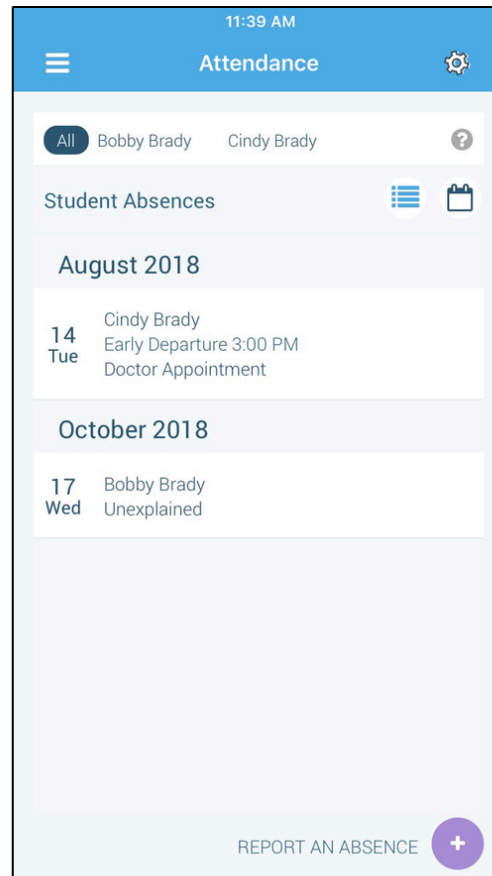 11:39 AM
Attendance
All Bobby Brady Cindy Brady ?
Student Absences
August 2018
14
Tue
Cindy Brady
Early Departure 3:00 PM
Doctor Appointment
October 2018
17
Wed
Bobby Brady
Unexplained
REPORT AN ABSENCE +